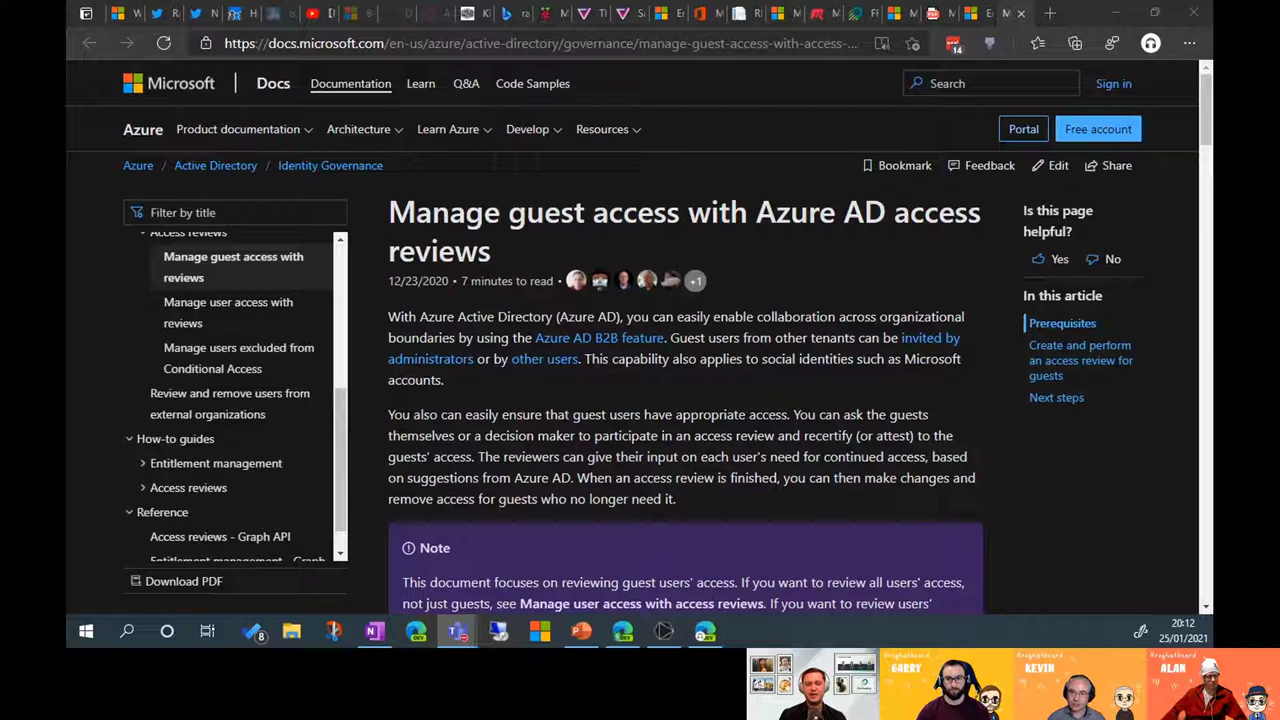 https://docs.microsoft.com/en-us/azure/active-directory/governance/manage-guest-access-with-access-...
14
Microsoft
Docs
Documentation
Learn
Q&A
Code Samples
Search
Sign in
Azure
Product documentation
Architecture
Learn Azure
Develop
Resources
Portal
Free account
Azure / Active Directory / Identity Governance
Bookmark
Feedback
Edit
Share
Filter by title
Access reviews
Manage guest access with
reviews
Manage user access with
reviews
Manage users excluded from
Conditional Access
Review and remove users from
external organizations
How-to guides
Entitlement management
Access reviews
Reference
Access reviews - Graph API
Entitlement management - Graph
Download PDF
Manage guest access with Azure AD access
reviews
12/23/2020 • 7 minutes to read •
+1
With Azure Active Directory (Azure AD), you can easily enable collaboration across organizational
boundaries by using the Azure AD B2B feature. Guest users from other tenants can be invited by
administrators or by other users. This capability also applies to social identities such as Microsoft
accounts.
You also can easily ensure that guest users have appropriate access. You can ask the guests
themselves or a decision maker to participate in an access review and recertify (or attest) to the
guests' access. The reviewers can give their input on each user's need for continued access, based
on suggestions from Azure AD. When an access review is finished, you can then make changes and
remove access for guests who no longer need it.
Note
This document focuses on reviewing guest users' access. If you want to review all users' access,
not just guests, see Manage user access with access reviews. If you want to review users'
Is this page
helpful?
Yes
No
In this article
Prerequisites
Create and perform
an access review for
guests
Next steps
8
20:12
25/01/2021
GARRY
KEVIN
ALAN